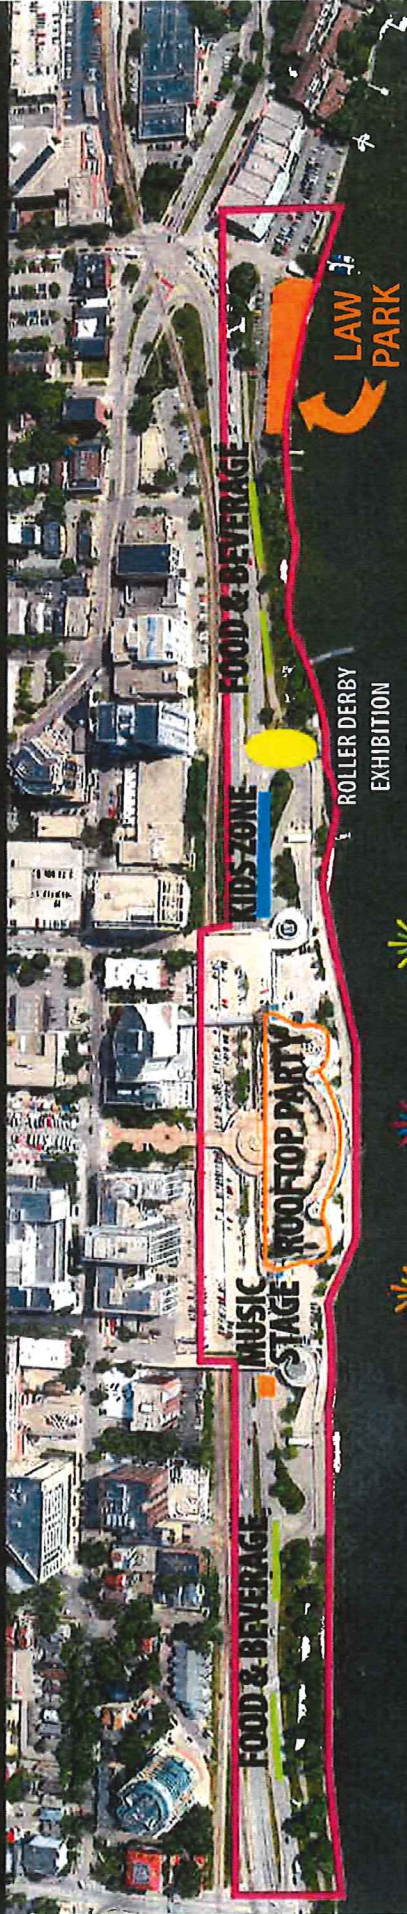 FOOD & BEVERAGE
MUSIC
STAGE
ROOFTOP PARTY
KIDS ZONE
ROLLER DERBY
EXHIBITION
FOOD & BEVERAGE
LAW
PARK